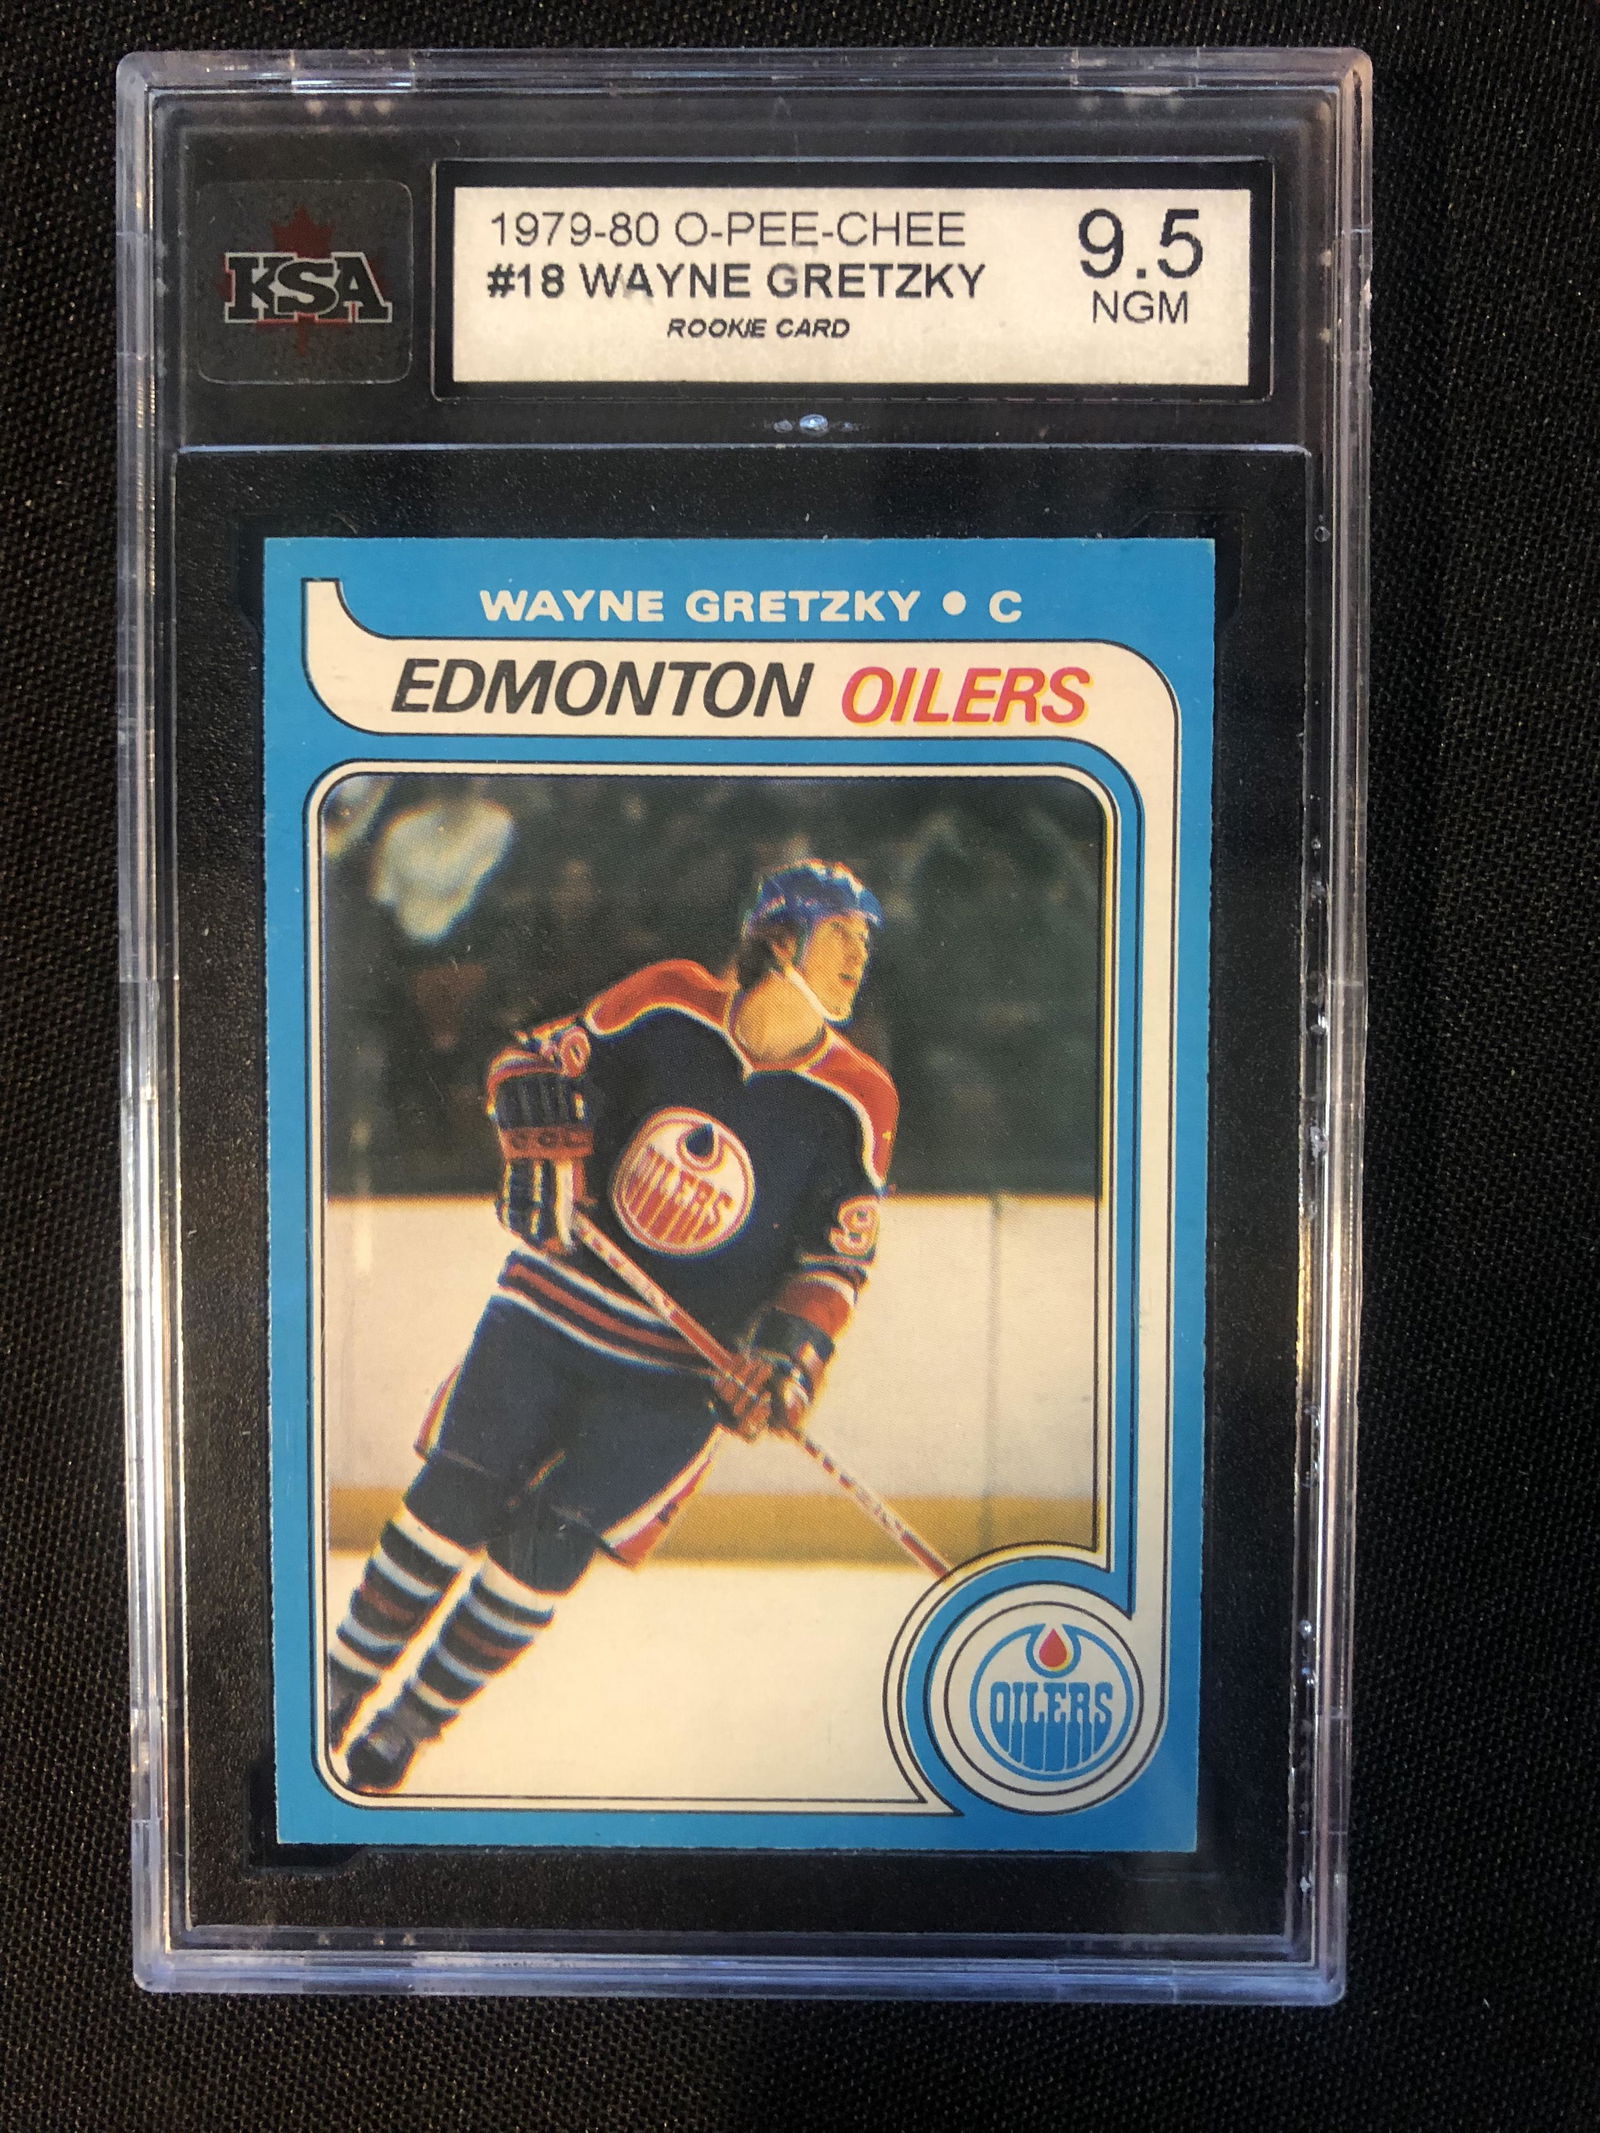 KSA
1979-80 O-PEE-CHEE
#18 WAYNE GRETZKY
ROOKIE CARD
9.5
NGM
WAYNE GRETZKY • C
EDMONTON OILERS
OILERS
9
OILERS